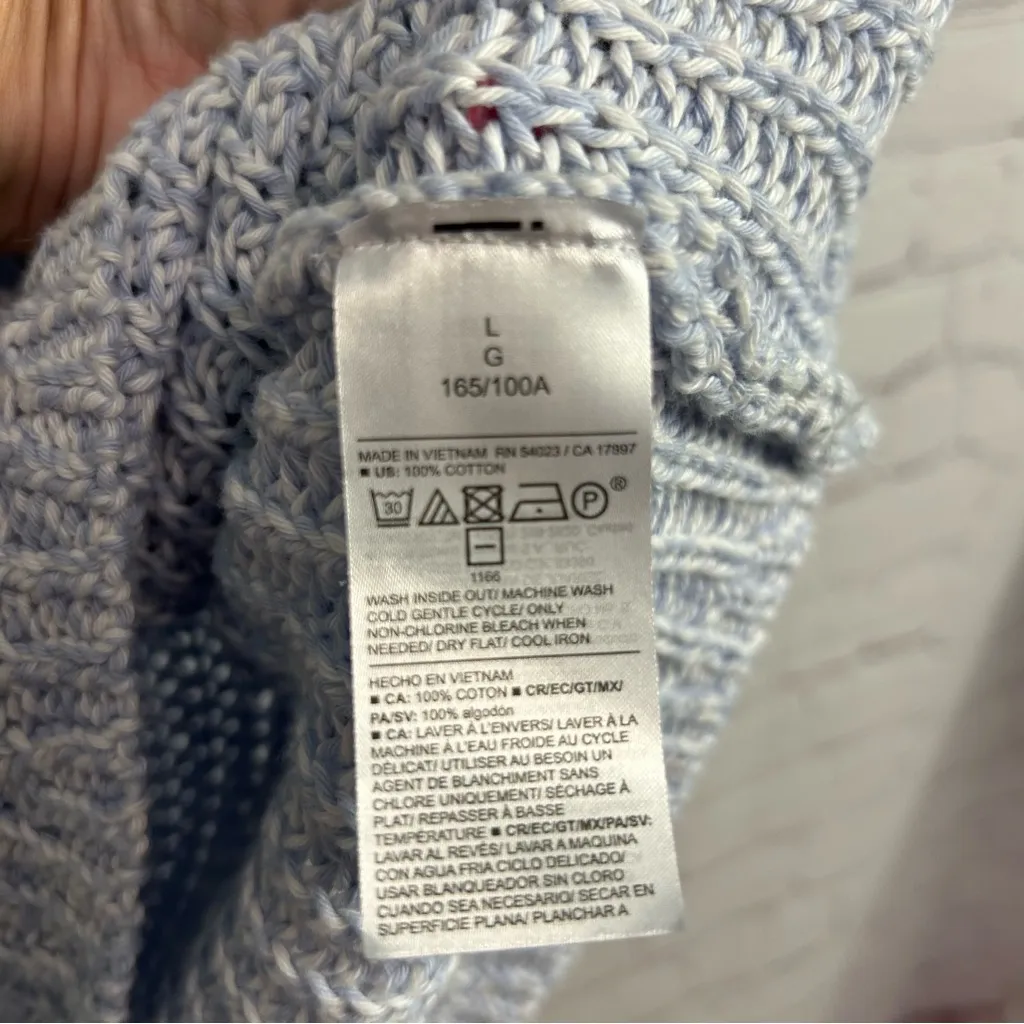 L
G
165/100A
MADE IN VIETNAM RN 54023 / CA 17897
■ US: 100% COTTON
30 P®
1166
WASH INSIDE OUT/ MACHINE WASH
COLD GENTLE CYCLE/ ONLY
NON-CHLORINE BLEACH WHEN
NEEDED/ DRY FLAT/ COOL IRON
HECHO EN VIETNAM
■ CA: 100% COTON ■ CR/EC/GT/MX/
PA/SV: 100% algodón
■ CA: LAVER À L'ENVERS/ LAVER À LA
MACHINE À L'EAU FROIDE AU CYCLE
DÉLICAT/ UTILISER AU BESOIN UN
AGENT DE BLANCHIMENT SANS
CHLORE UNIQUEMENT/ SÉCHAGE À
PLAT/ REPASSER À BASSE
TEMPÉRATURE ■ CR/EC/GT/MX/PA/SV:
LAVAR AL REVÉS/ LAVAR A MAQUINA
CON AGUA FRIA CICLO DELICADO/
USAR BLANQUEADOR SIN CLORO
CUANDO SEA NECESARIO/ SECAR EN
SUPERFICIE PLANA/ PLANCHAR A